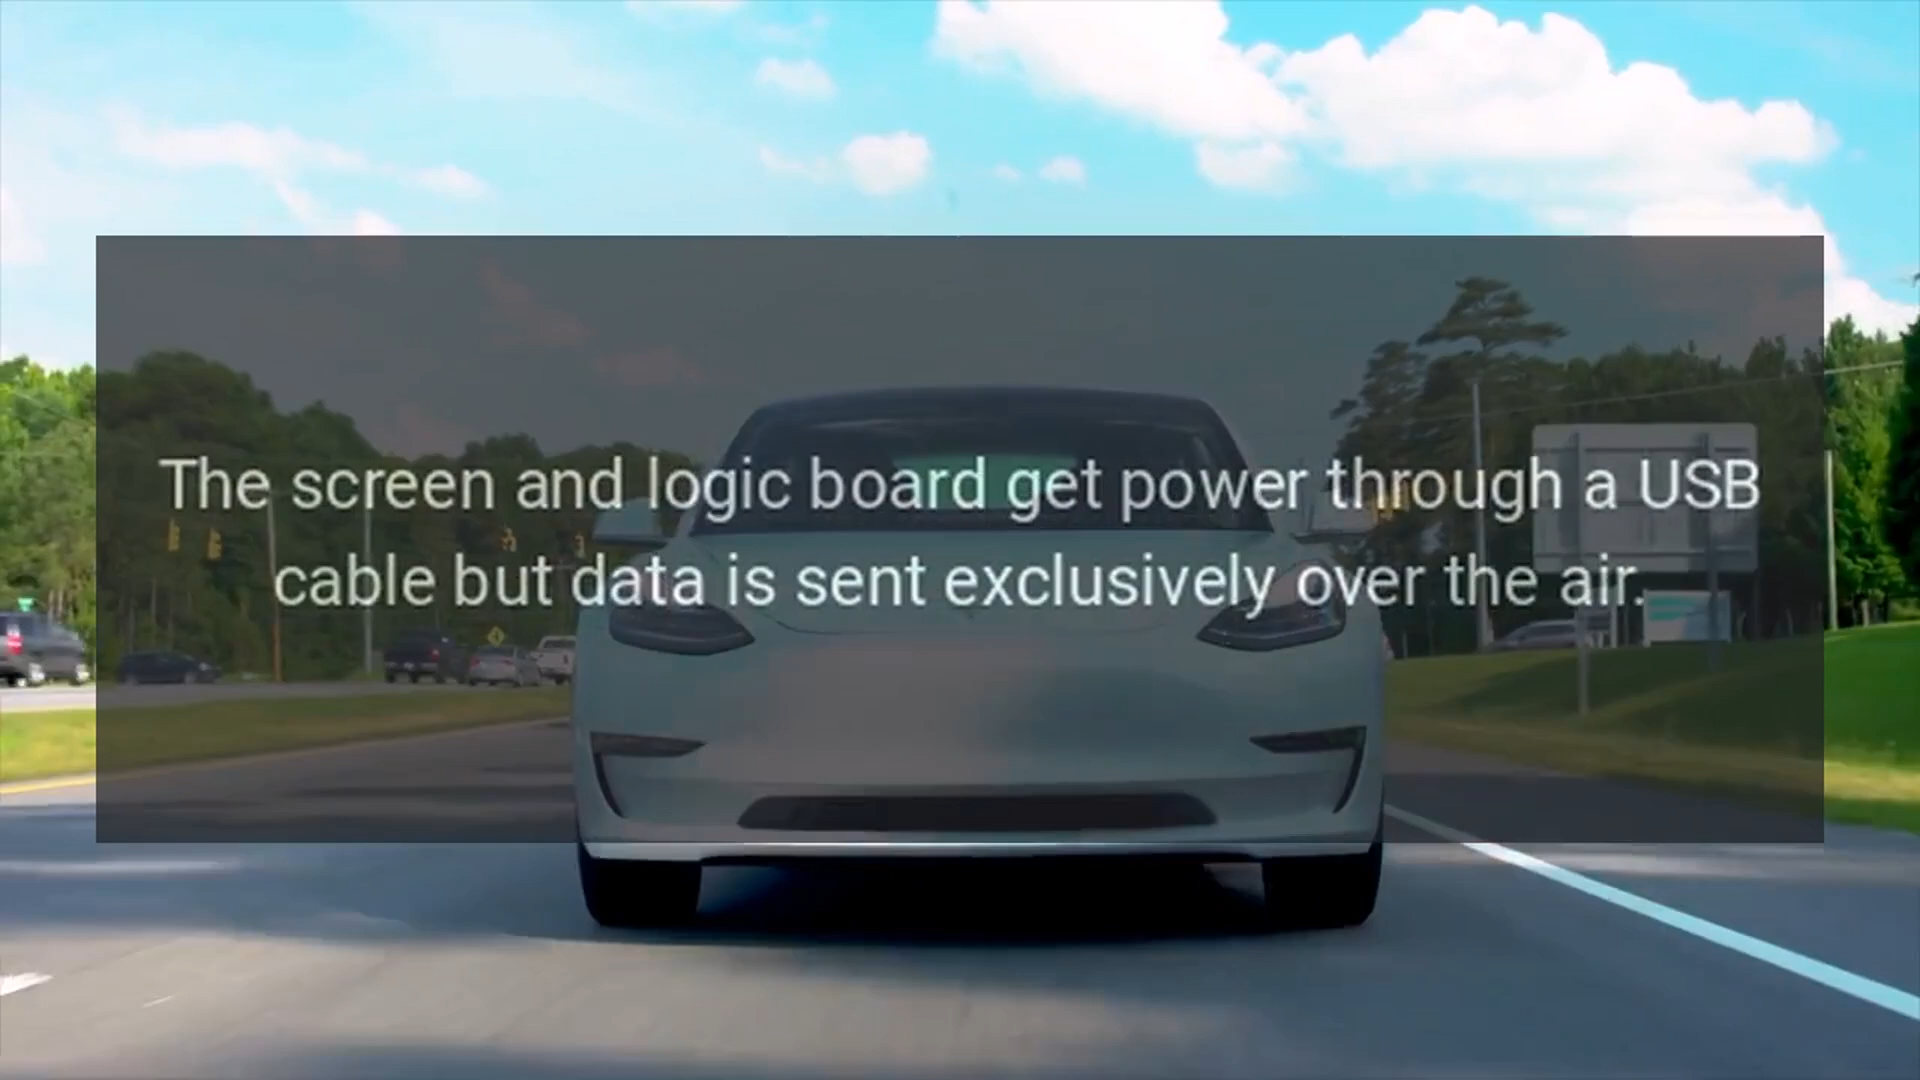 The screen and logic board get power through a USB
cable but data is sent exclusively over the air.